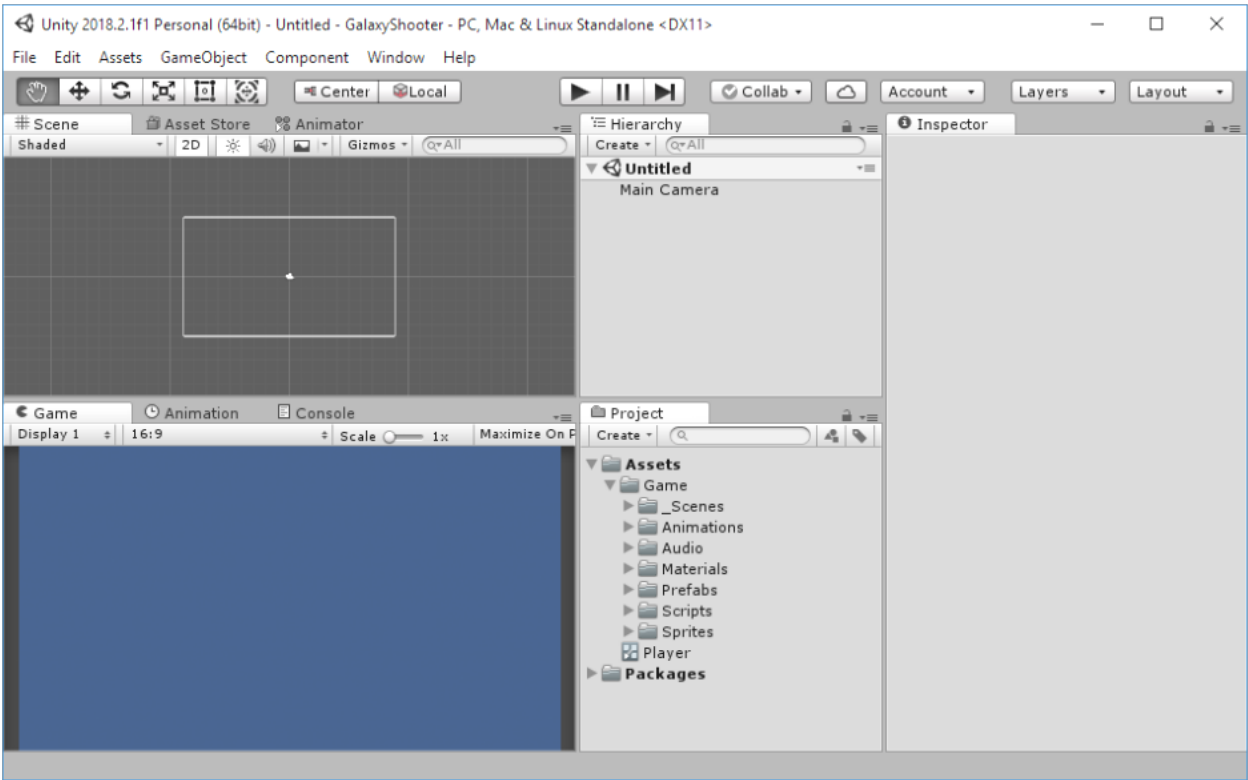 Unity 2018.2.1f1 Personal (64bit) - Untitled - GalaxyShooter - PC, Mac & Linux Standalone <DX11>
File Edit Assets GameObject Component Window Help
Center Local Collab Account Layers Layout
Scene Asset Store Animator
Shaded 2D Gizmos All
Hierarchy
Create All
Untitled
Main Camera
Inspector
Game Animation Console
Display 1 16:9 Scale 1x Maximize On P
Project
Create
Assets
Game
_Scenes
Animations
Audio
Materials
Prefabs
Scripts
Sprites
Player
Packages